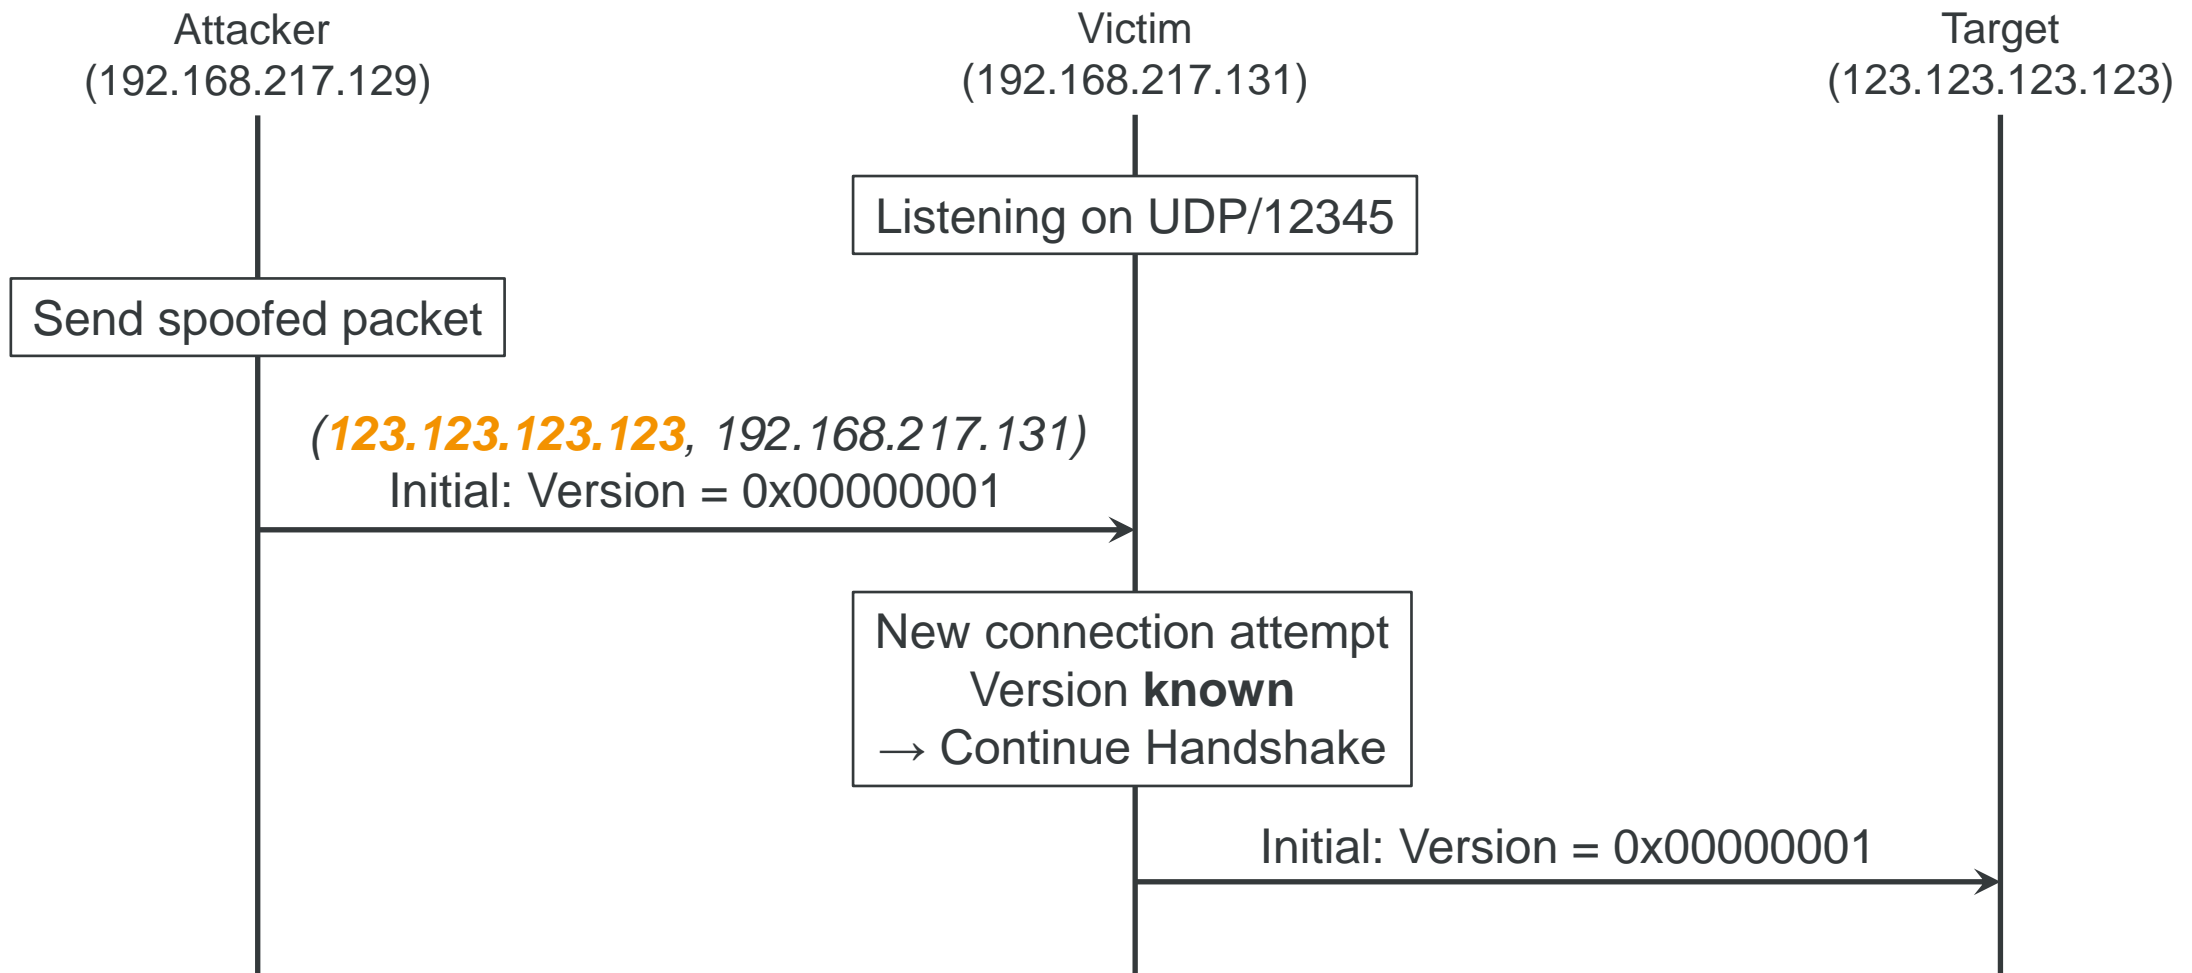 Attacker
(192.168.217.129)
Victim
(192.168.217.131)
Target
(123.123.123.123)
Listening on UDP/12345
Send spoofed packet
(123.123.123.123, 192.168.217.131)
Initial: Version = 0x00000001
New connection attempt
Version known
→ Continue Handshake
Initial: Version = 0x00000001